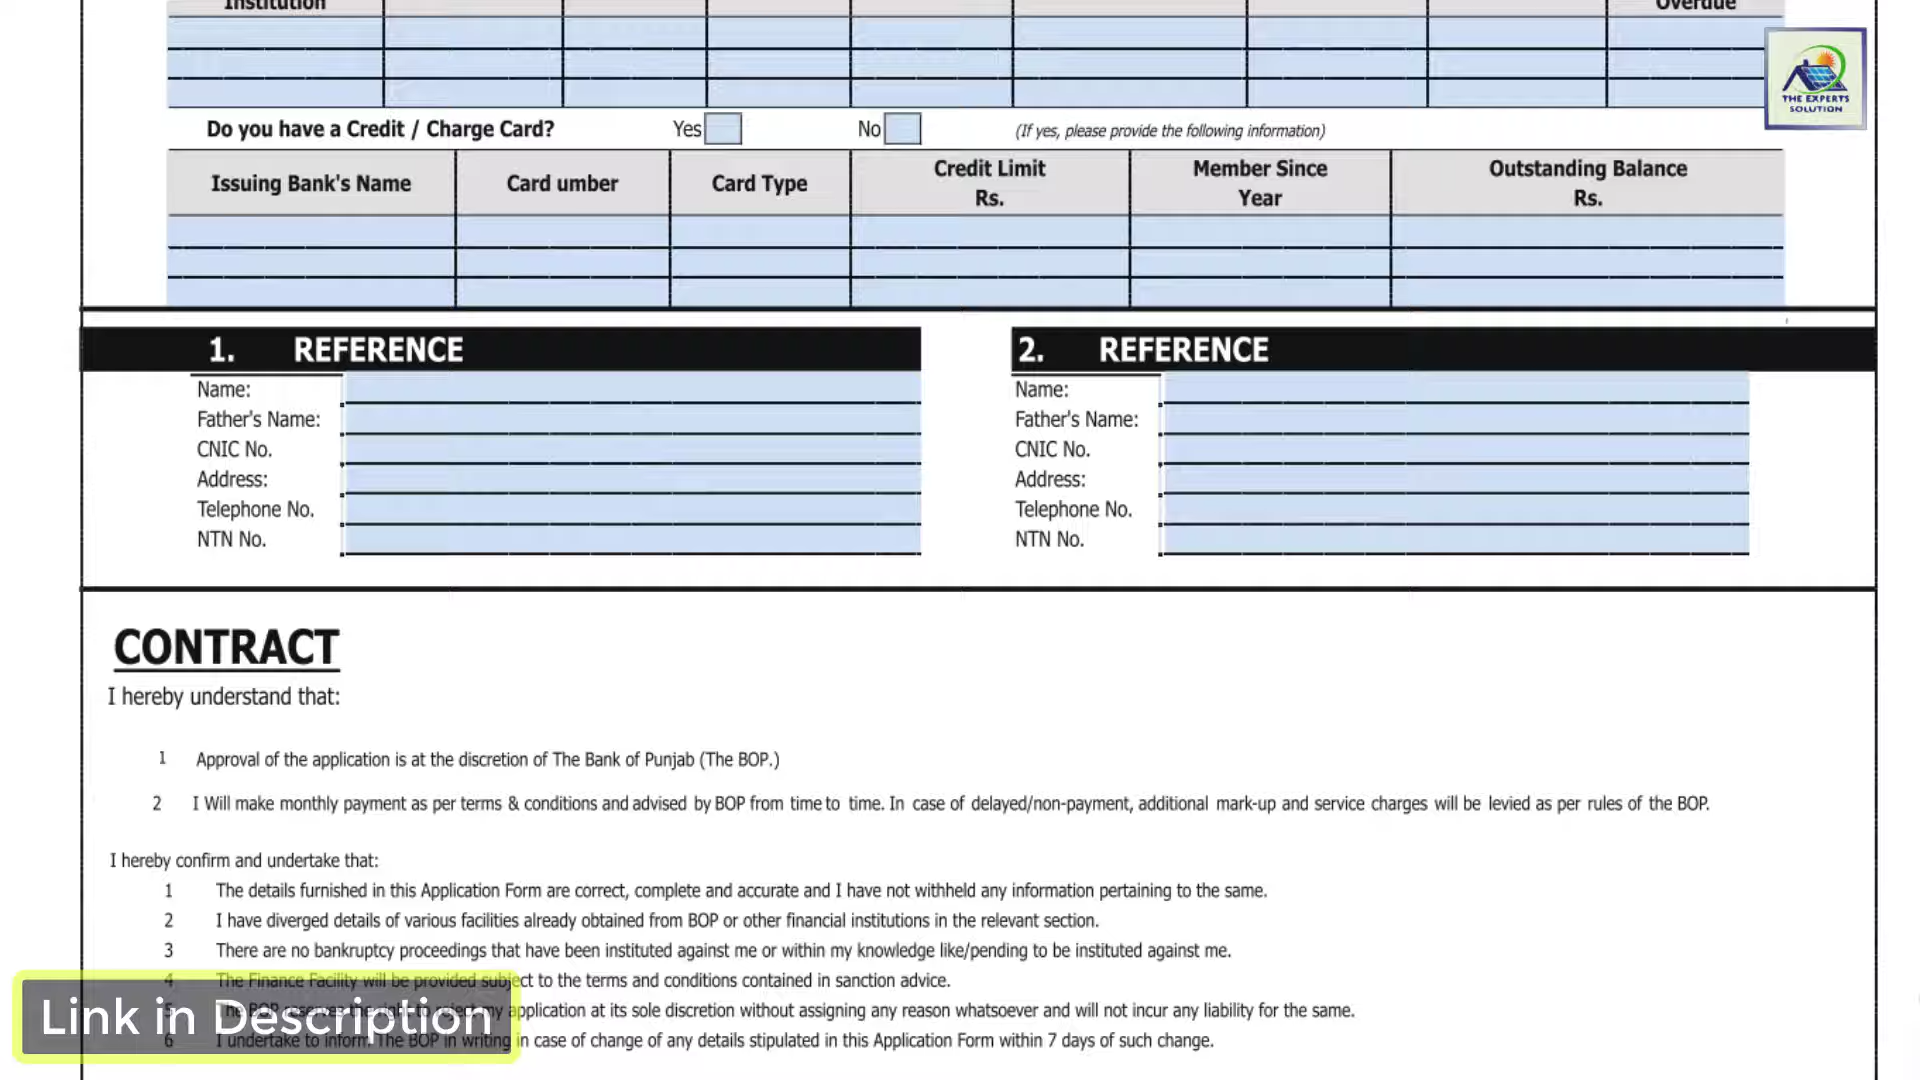 Institution
Overdue
THE EXPERTS
SOLUTION
Do you have a Credit / Charge Card? Yes No (If yes, please provide the following information)
Issuing Bank's Name Card umber Card Type Credit Limit Rs. Member Since Year Outstanding Balance Rs.
1. REFERENCE
Name:
Father's Name:
CNIC No.
Address:
Telephone No.
NTN No.
2. REFERENCE
Name:
Father's Name:
CNIC No.
Address:
Telephone No.
NTN No.
CONTRACT
I hereby understand that:
1 Approval of the application is at the discretion of The Bank of Punjab (The BOP.)
2 I Will make monthly payment as per terms & conditions and advised by BOP from time to time. In case of delayed/non-payment, additional mark-up and service charges will be levied as per rules of the BOP.
I hereby confirm and undertake that:
1 The details furnished in this Application Form are correct, complete and accurate and I have not withheld any information pertaining to the same.
2 I have diverged details of various facilities already obtained from BOP or other financial institutions in the relevant section.
3 There are no bankruptcy proceedings that have been instituted against me or within my knowledge like/pending to be instituted against me.
4 The Finance Facility will be provided subject to the terms and conditions contained in sanction advice.
5 The BOP reserves the right to reject my application at its sole discretion without assigning any reason whatsoever and will not incur any liability for the same.
6 I undertake to inform The BOP in writing in case of change of any details stipulated in this Application Form within 7 days of such change.
Link in Description